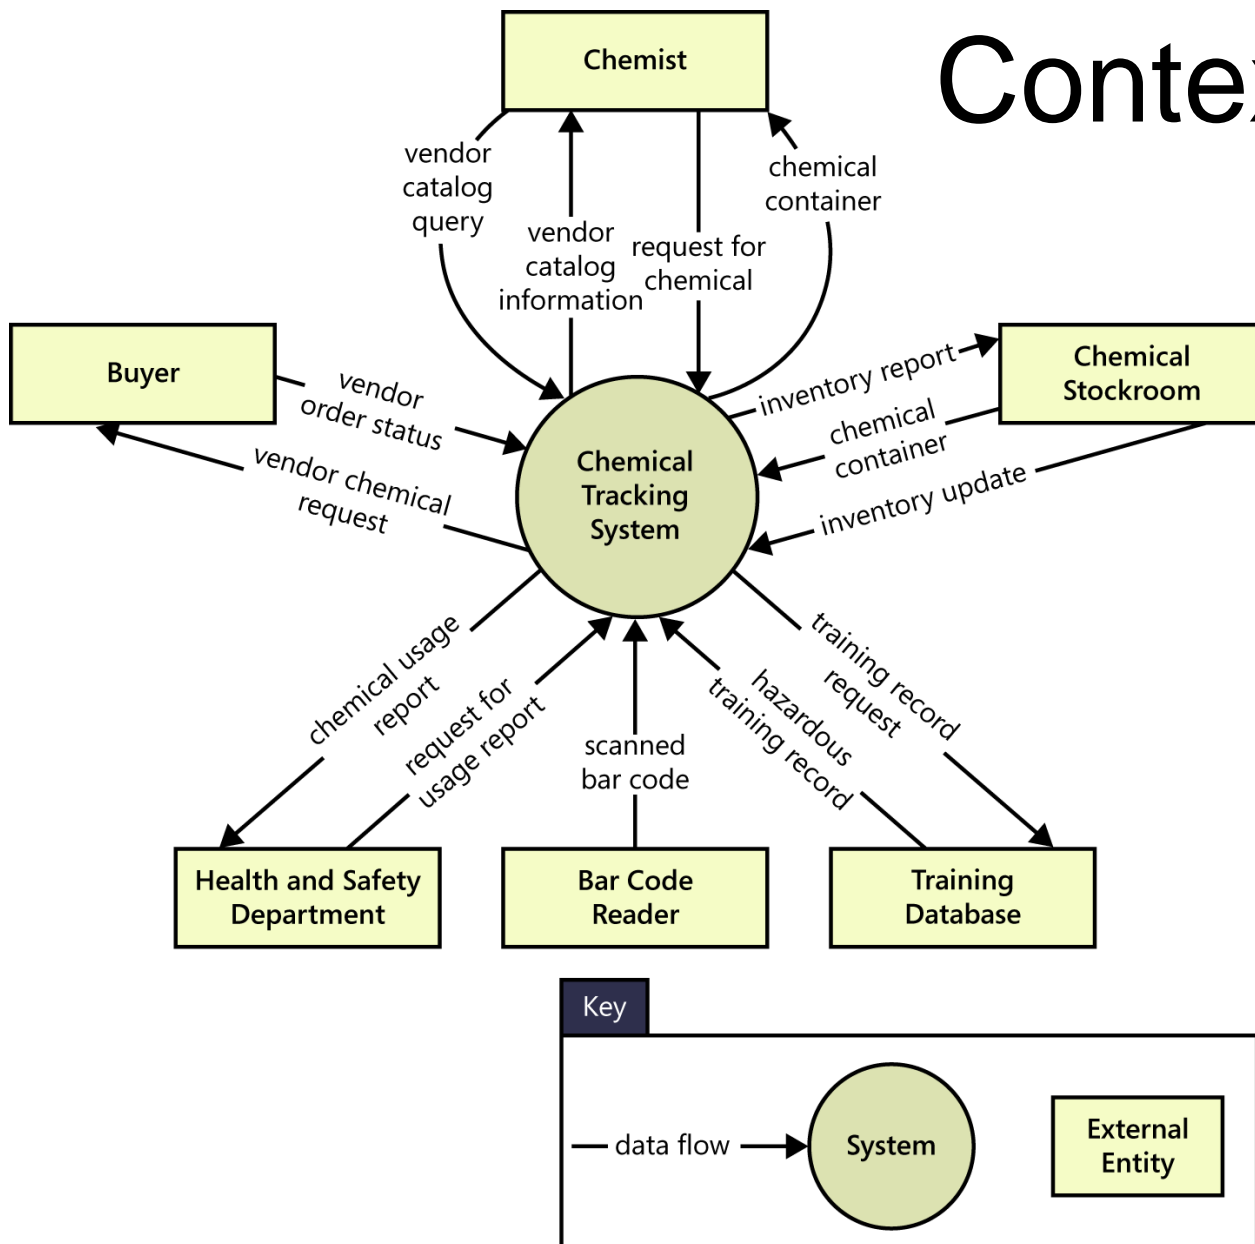 Conte
Chemist
vendor
catalog
query
vendor
catalog
information
request for
chemical
chemical
container
Buyer
vendor
order status
vendor chemical
request
Chemical
Tracking
System
inventory report
chemical
container
inventory update
Chemical
Stockroom
chemical usage
report
request for
usage report
scanned
bar code
hazardous
training record
training record
request
Health and Safety
Department
Bar Code
Reader
Training
Database
Key
data flow
System
External
Entity